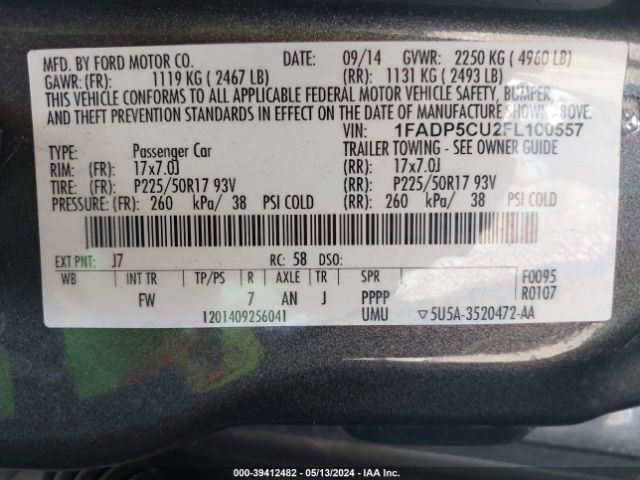 MFD. BY FORD MOTOR CO. DATE: 09/14 GVWR: 2250 KG ( 4960 LB)
GAWR: (FR): 1119 KG ( 2467 LB) (RR): 1131 KG ( 2493 LB)
THIS VEHICLE CONFORMS TO ALL APPLICABLE FEDERAL MOTOR VEHICLE SAFETY, BUMPER,
AND THEFT PREVENTION STANDARDS IN EFFECT ON THE DATE OF MANUFACTURE SHOWN ABOVE.
VIN: 1FADP5CU2FL100557
TYPE: Passenger Car TRAILER TOWING - SEE OWNER GUIDE
RIM: (FR): 17x7.0J (RR): 17x7.0J
TIRE: (FR): P225/50R17 93V (RR): P225/50R17 93V
PRESSURE: (FR): 260 kPa/ 38 PSI COLD (RR): 260 kPa/ 38 PSI COLD
EXT PNT: J7 RC: 58 DSO:
WB INT TR TP/PS R AXLE TR SPR F0095
FW 7 AN J PPPP R0107
1201409256041 UMU ▽5U5A-3520472-AA
000-39412482 - 05/13/2024 - IAA Inc.